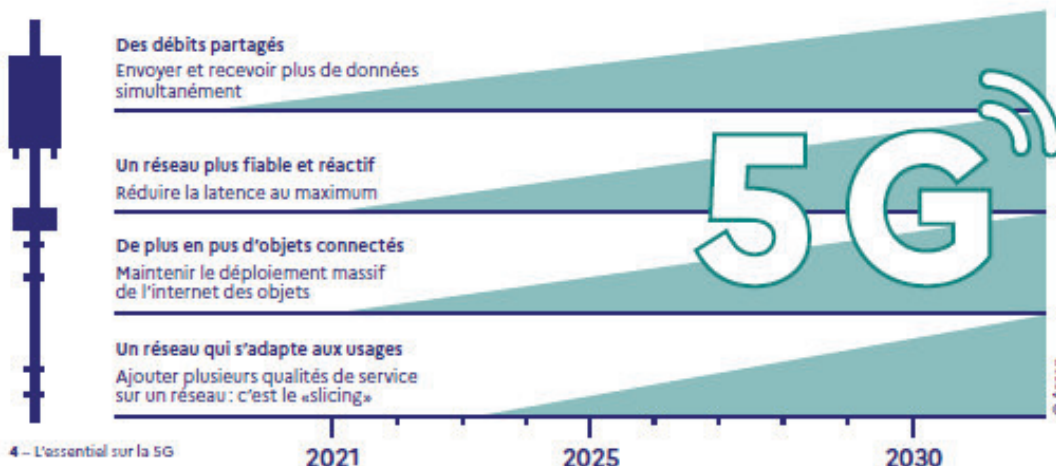 Des débits partagés
Envoyer et recevoir plus de données
simultanément
Un réseau plus fiable et réactif
Réduire la latence au maximum
De plus en pus d'objets connectés
Maintenir le déploiement massif
de l'internet des objets
Un réseau qui s'adapte aux usages
Ajouter plusieurs qualités de service
sur un réseau : c'est le «slicing»
5G
4 – L'essentiel sur la 5G
2021 2025 2030